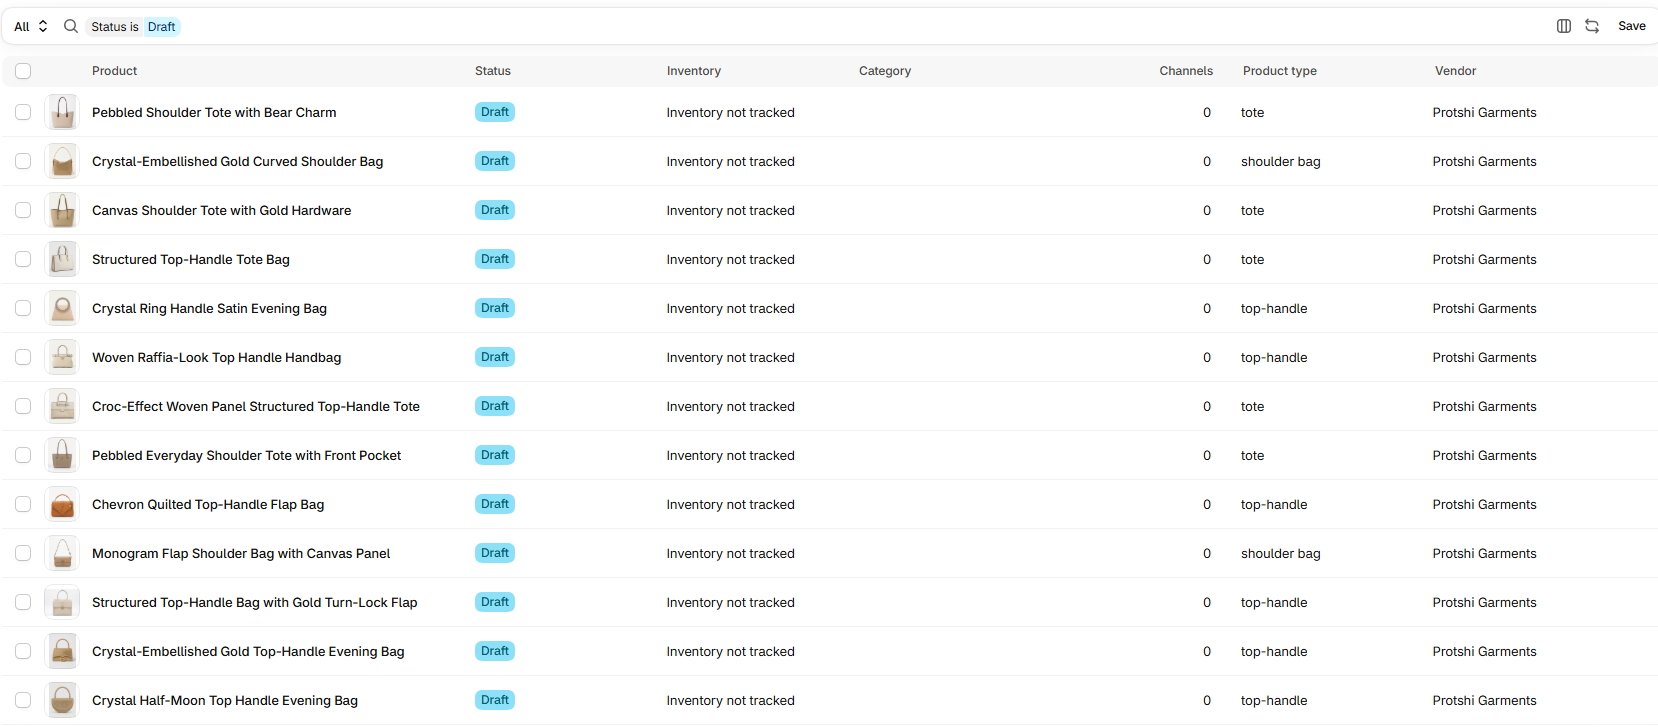 All Status is Draft Save
Product Status Inventory Category Channels Product type Vendor
Pebbled Shoulder Tote with Bear Charm Draft Inventory not tracked 0 tote Protshi Garments
Crystal-Embellished Gold Curved Shoulder Bag Draft Inventory not tracked 0 shoulder bag Protshi Garments
Canvas Shoulder Tote with Gold Hardware Draft Inventory not tracked 0 tote Protshi Garments
Structured Top-Handle Tote Bag Draft Inventory not tracked 0 tote Protshi Garments
Crystal Ring Handle Satin Evening Bag Draft Inventory not tracked 0 top-handle Protshi Garments
Woven Raffia-Look Top Handle Handbag Draft Inventory not tracked 0 top-handle Protshi Garments
Croc-Effect Woven Panel Structured Top-Handle Tote Draft Inventory not tracked 0 tote Protshi Garments
Pebbled Everyday Shoulder Tote with Front Pocket Draft Inventory not tracked 0 tote Protshi Garments
Chevron Quilted Top-Handle Flap Bag Draft Inventory not tracked 0 top-handle Protshi Garments
Monogram Flap Shoulder Bag with Canvas Panel Draft Inventory not tracked 0 shoulder bag Protshi Garments
Structured Top-Handle Bag with Gold Turn-Lock Flap Draft Inventory not tracked 0 top-handle Protshi Garments
Crystal-Embellished Gold Top-Handle Evening Bag Draft Inventory not tracked 0 top-handle Protshi Garments
Crystal Half-Moon Top Handle Evening Bag Draft Inventory not tracked 0 top-handle Protshi Garments